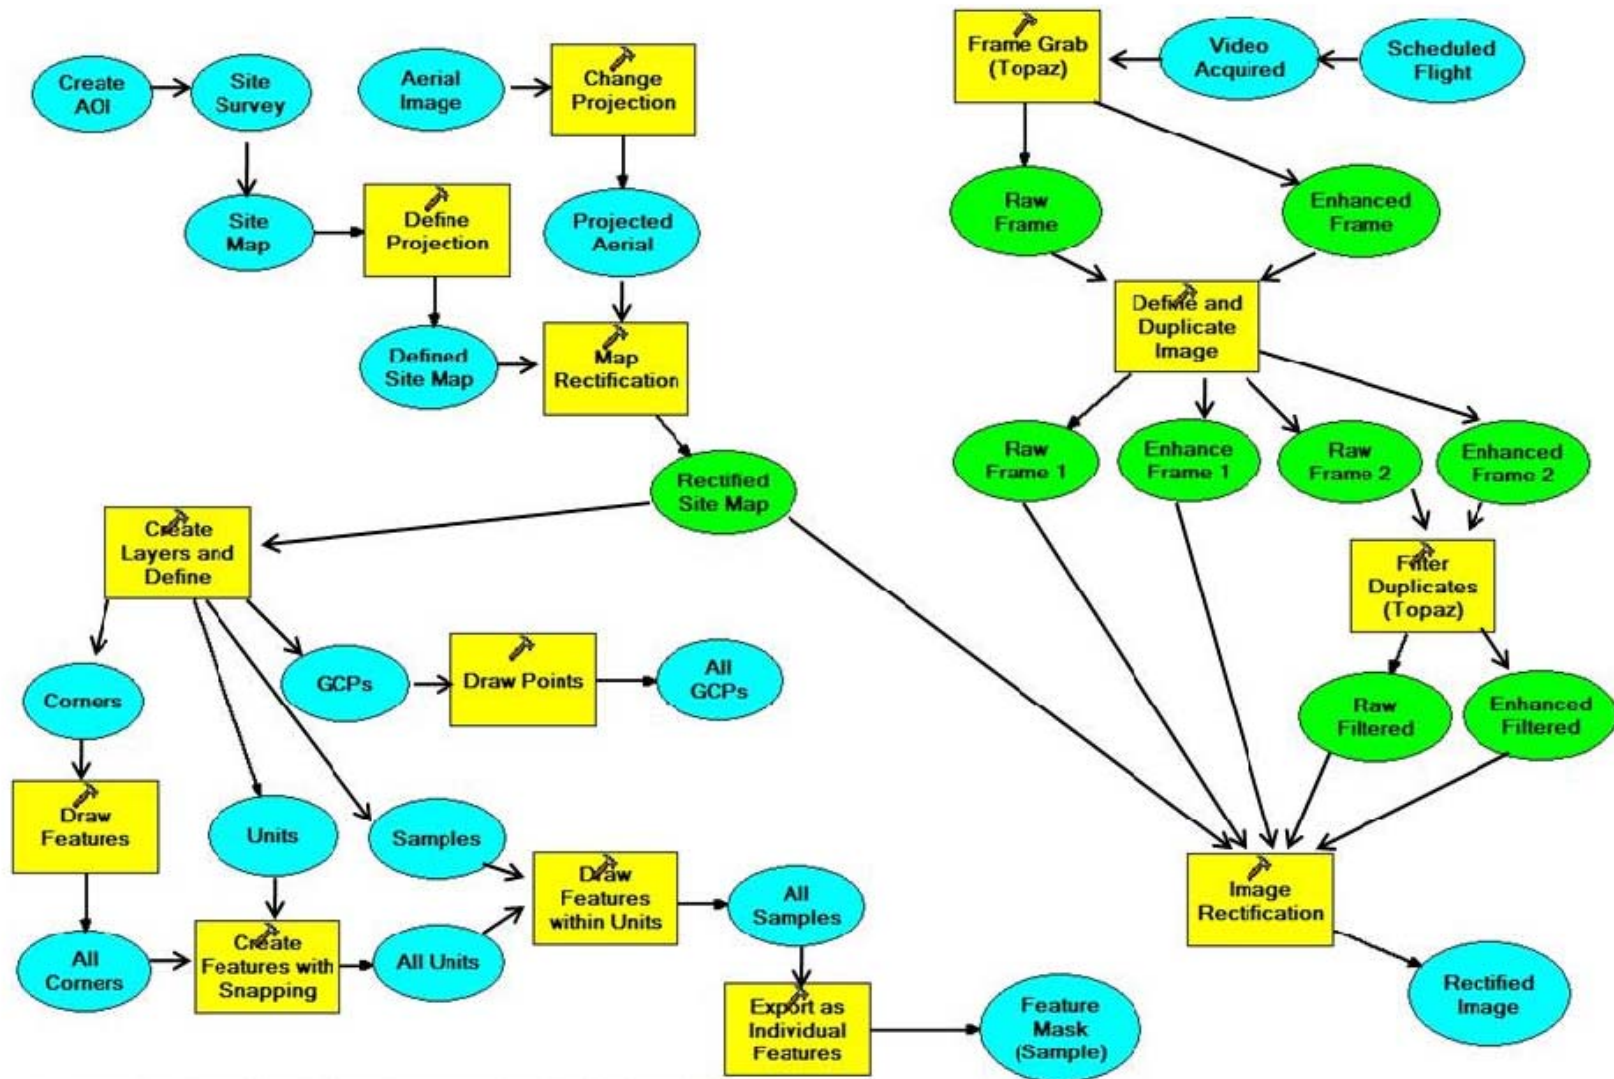 Create
AOI
Site
Survey
Aerial
Image
Change
Projection
Frame Grab
(Topaz)
Video
Acquired
Scheduled
Flight
Site
Map
Define
Projection
Projected
Aerial
Raw
Frame
Enhanced
Frame
Defined
Site Map
Map
Rectification
Define and
Duplicate
Image
Rectified
Site Map
Raw
Frame 1
Enhance
Frame 1
Raw
Frame 2
Enhanced
Frame 2
Create
Layers and
Define
Filter
Duplicates
(Topaz)
Corners
GCPs
Draw Points
All
GCPs
Raw
Filtered
Enhanced
Filtered
Draw
Features
Units
Samples
Draw
Features
within Units
All
Samples
Image
Rectification
All
Corners
Create
Features with
Snapping
All Units
Export as
Individual
Features
Feature
Mask
(Sample)
Rectified
Image